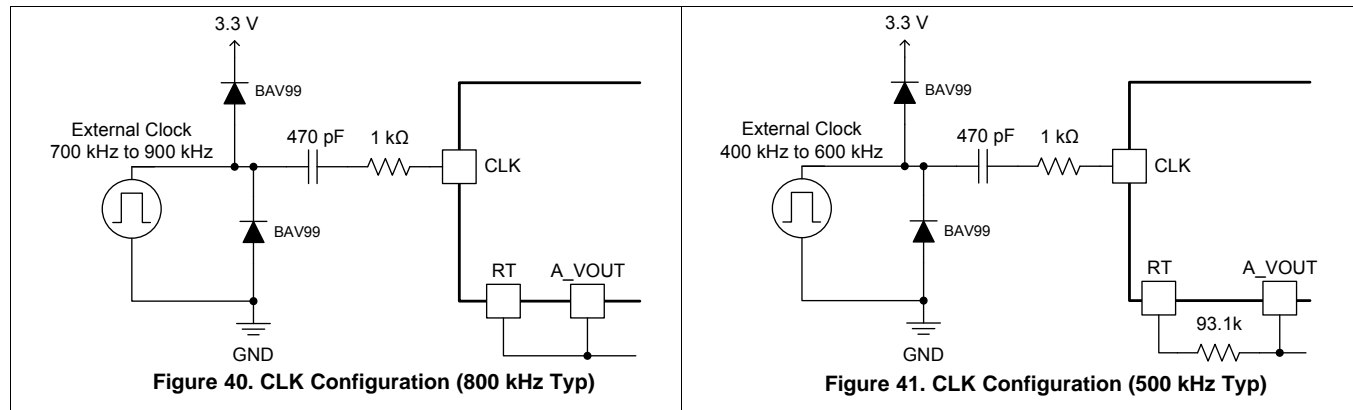 3.3 V
BAV99
External Clock
700 kHz to 900 kHz
470 pF
1 kΩ
CLK
BAV99
RT
A_VOUT
GND
Figure 40. CLK Configuration (800 kHz Typ)
3.3 V
BAV99
External Clock
400 kHz to 600 kHz
470 pF
1 kΩ
CLK
BAV99
RT
A_VOUT
93.1k
GND
Figure 41. CLK Configuration (500 kHz Typ)